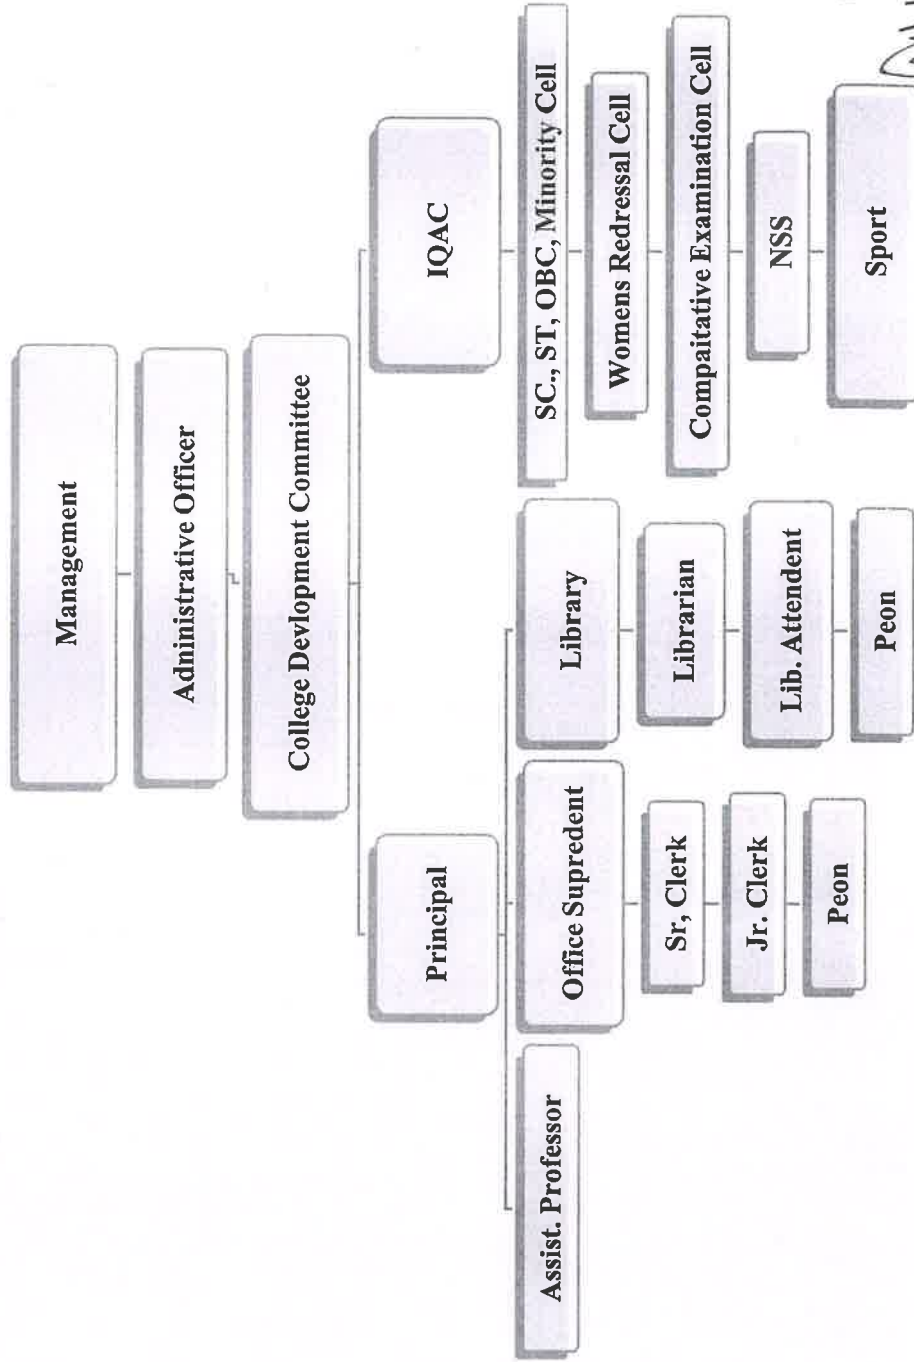 Management
Administrative Officer
College Devlopment Committee
Principal
IQAC
Assist. Professor
Office Supredent
Library
SC., ST, OBC, Minority Cell
Sr, Clerk
Librarian
Womens Redressal Cell
Jr. Clerk
Lib. Attendent
Compaitative Examination Cell
Peon
Peon
NSS
Sport